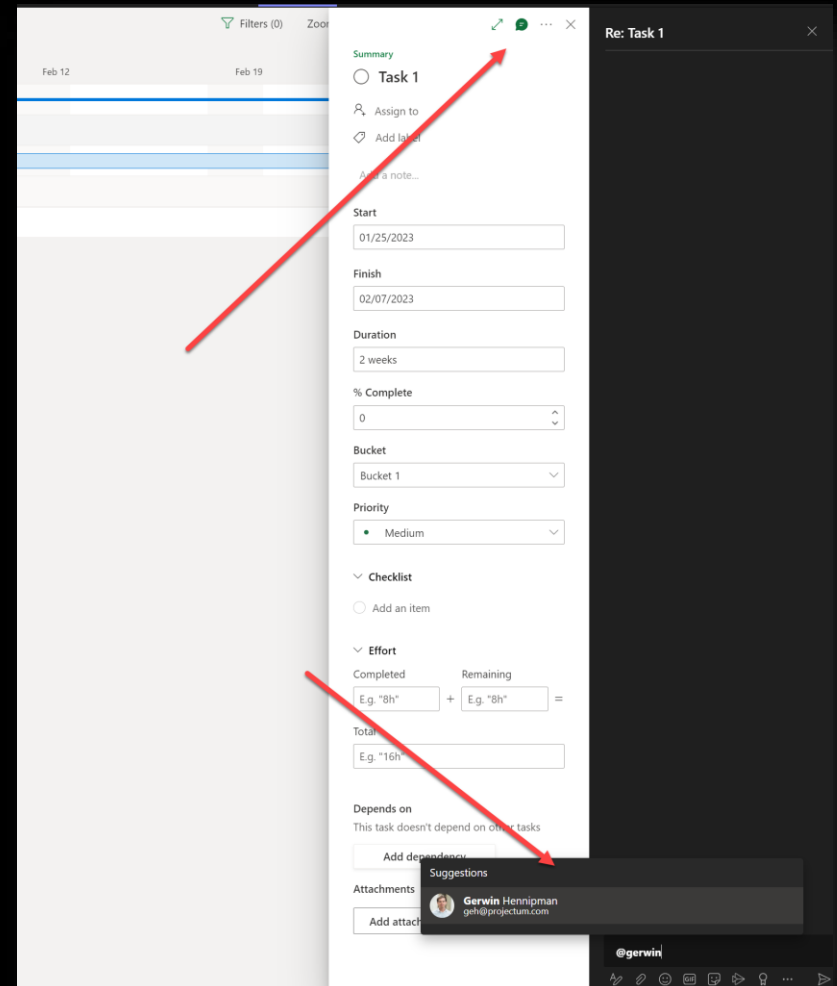 Filters (0) Zoom
Feb 12 Feb 19
Summary
Task 1
Assign to
Add label
Add a note...
Start
01/25/2023
Finish
02/07/2023
Duration
2 weeks
% Complete
0
Bucket
Bucket 1
Priority
Medium
Checklist
Add an item
Effort
Completed Remaining
E.g. "8h" + E.g. "8h" =
Total
E.g. "16h"
Depends on
This task doesn't depend on other tasks
Add dependency
Attachments
Add attach
Re: Task 1
Suggestions
Gerwin Hennipman
geh@projectum.com
@gerwin
GIF